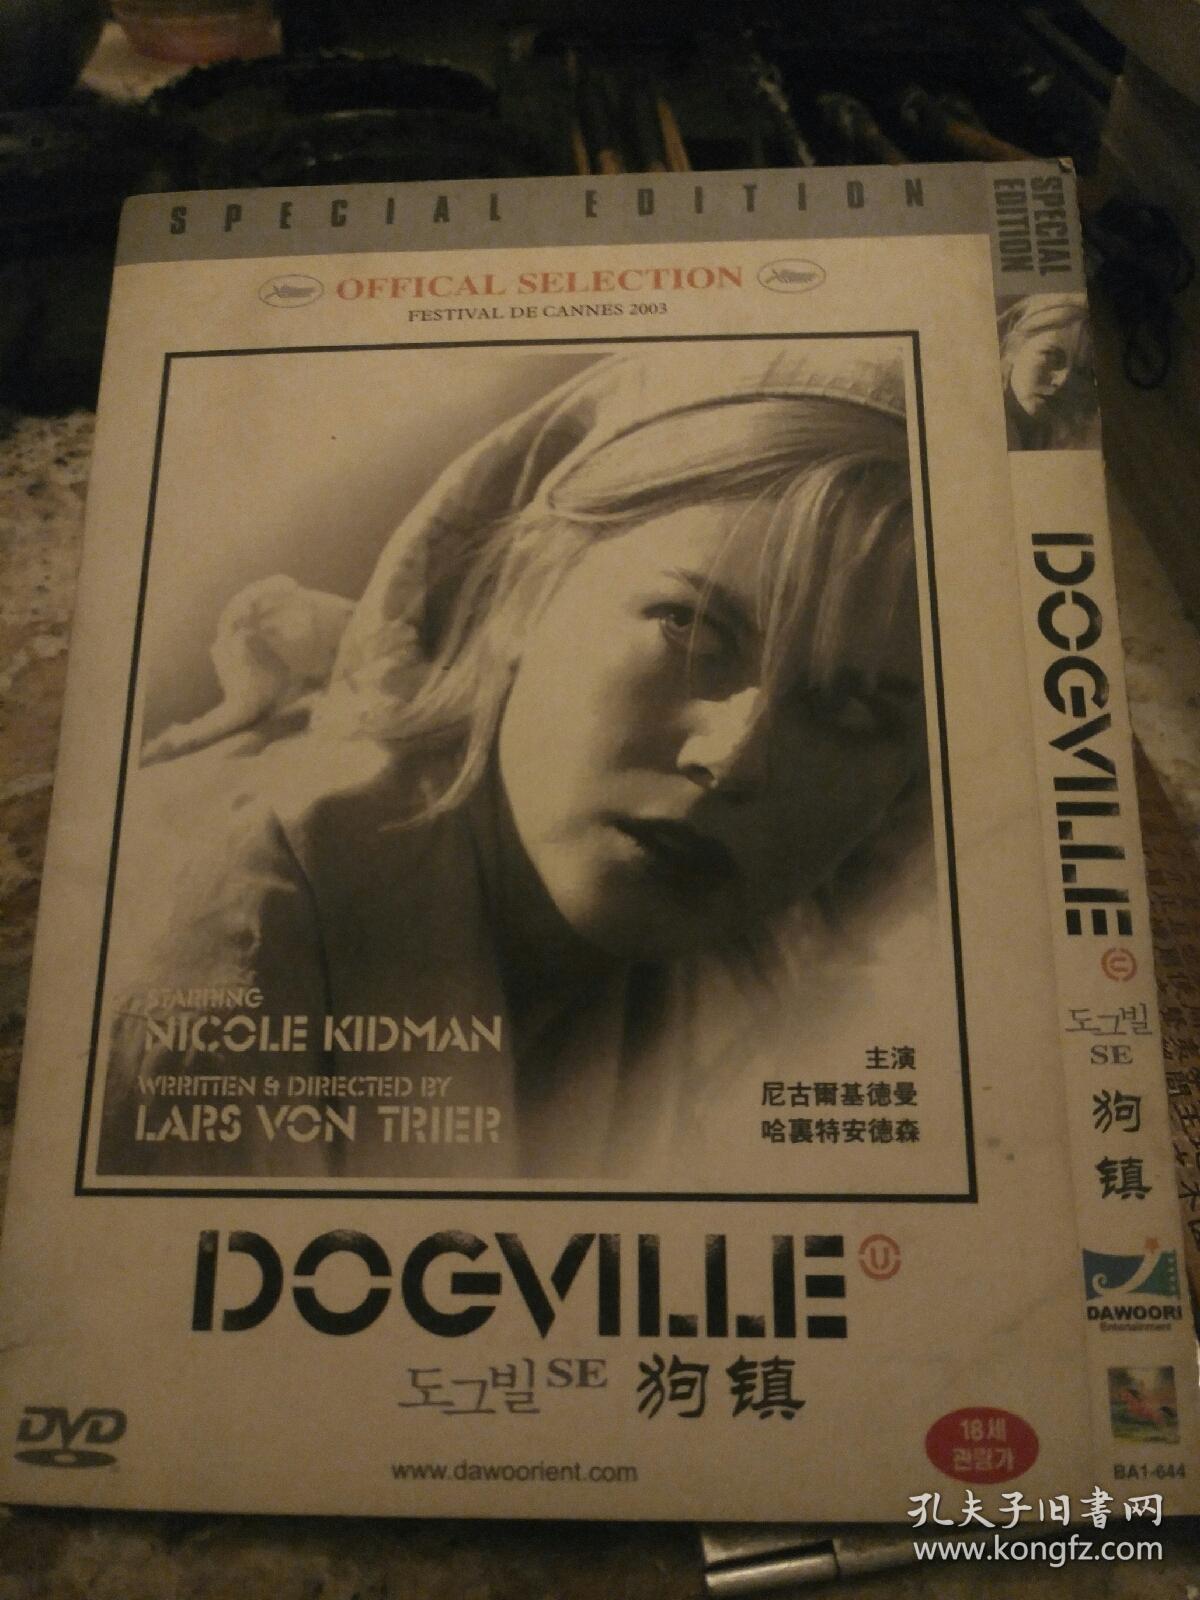 SPECIAL EDITION
OFFICAL SELECTION
FESTIVAL DE CANNES 2003
STARRING
NICOLE KIDMAN
WRRITTEN & DIRECTED BY
LARS VON TRIER
主演
尼古爾基德曼
哈裏特安德森
DOGVILLE U
도그빌 SE 狗镇
DVD
www.dawoorient.com
18세
관람가
SPECIAL
EDITION
DOGVILLE U
도그빌
SE
狗
镇
DAWOORI
Entertainment
BA1-644
孔夫子旧书网
www.kongfz.com